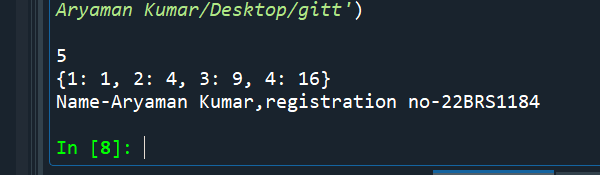 Aryaman Kumar/Desktop/gitt')
5
{1: 1, 2: 4, 3: 9, 4: 16}
Name-Aryaman Kumar,registration no-22BRS1184
In [8]: